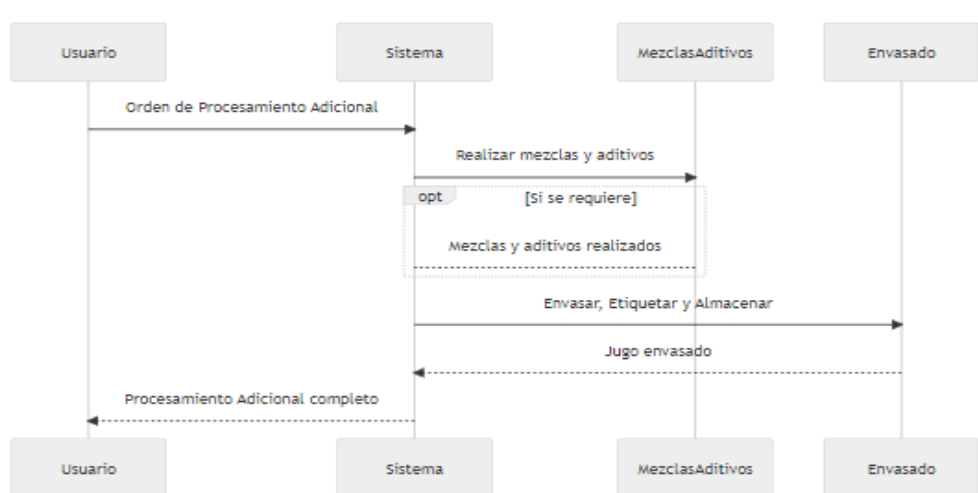 Usuario
Sistema
MezclasAditivos
Envasado
Orden de Procesamiento Adicional
Realizar mezclas y aditivos
opt
[Si se requiere]
Mezclas y aditivos realizados
Envasar, Etiquetar y Almacenar
Jugo envasado
Procesamiento Adicional completo
Usuario
Sistema
MezclasAditivos
Envasado